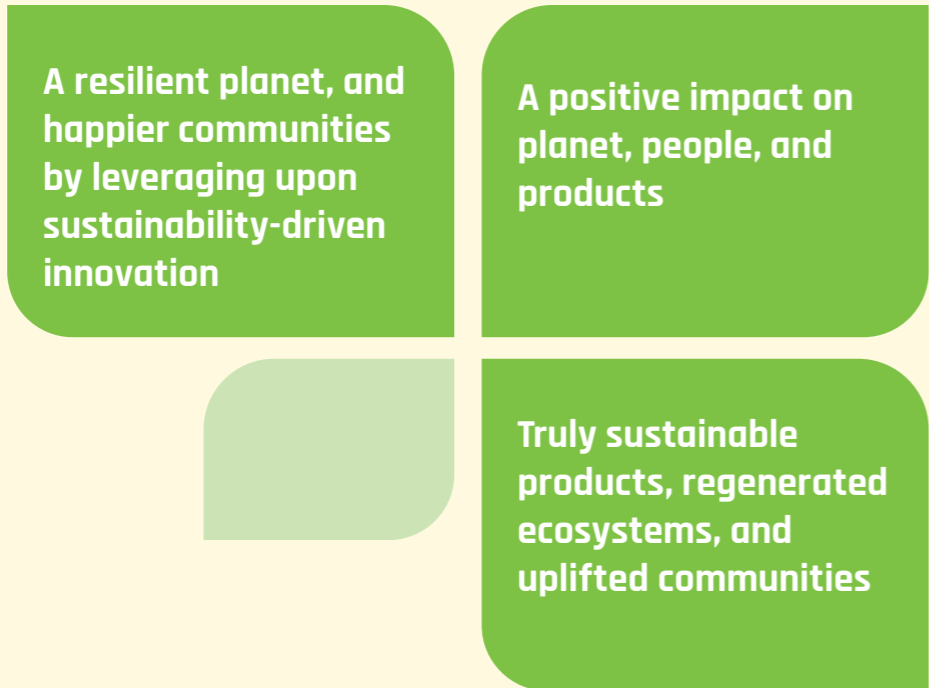 A resilient planet, and
happier communities
by leveraging upon
sustainability-driven
innovation
A positive impact on
planet, people, and
products
Truly sustainable
products, regenerated
ecosystems, and
uplifted communities